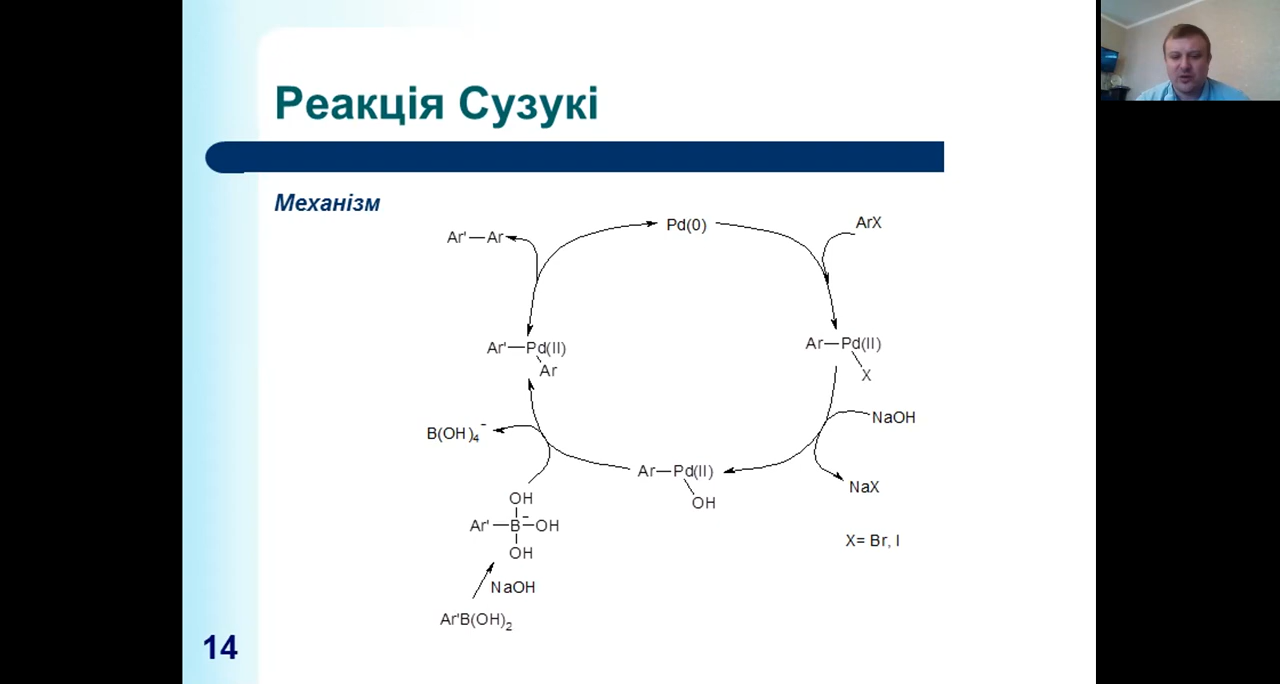 Реакція Сузукі
Механізм
Pd(0)
ArX
Ar'—Ar
Ar—Pd(II)
X
Ar'—Pd(II)
Ar
NaOH
B(OH)₄⁻
Ar—Pd(II)
OH
NaX
OH
Ar'—B⁻—OH
OH
X= Br, I
NaOH
Ar'B(OH)₂
14